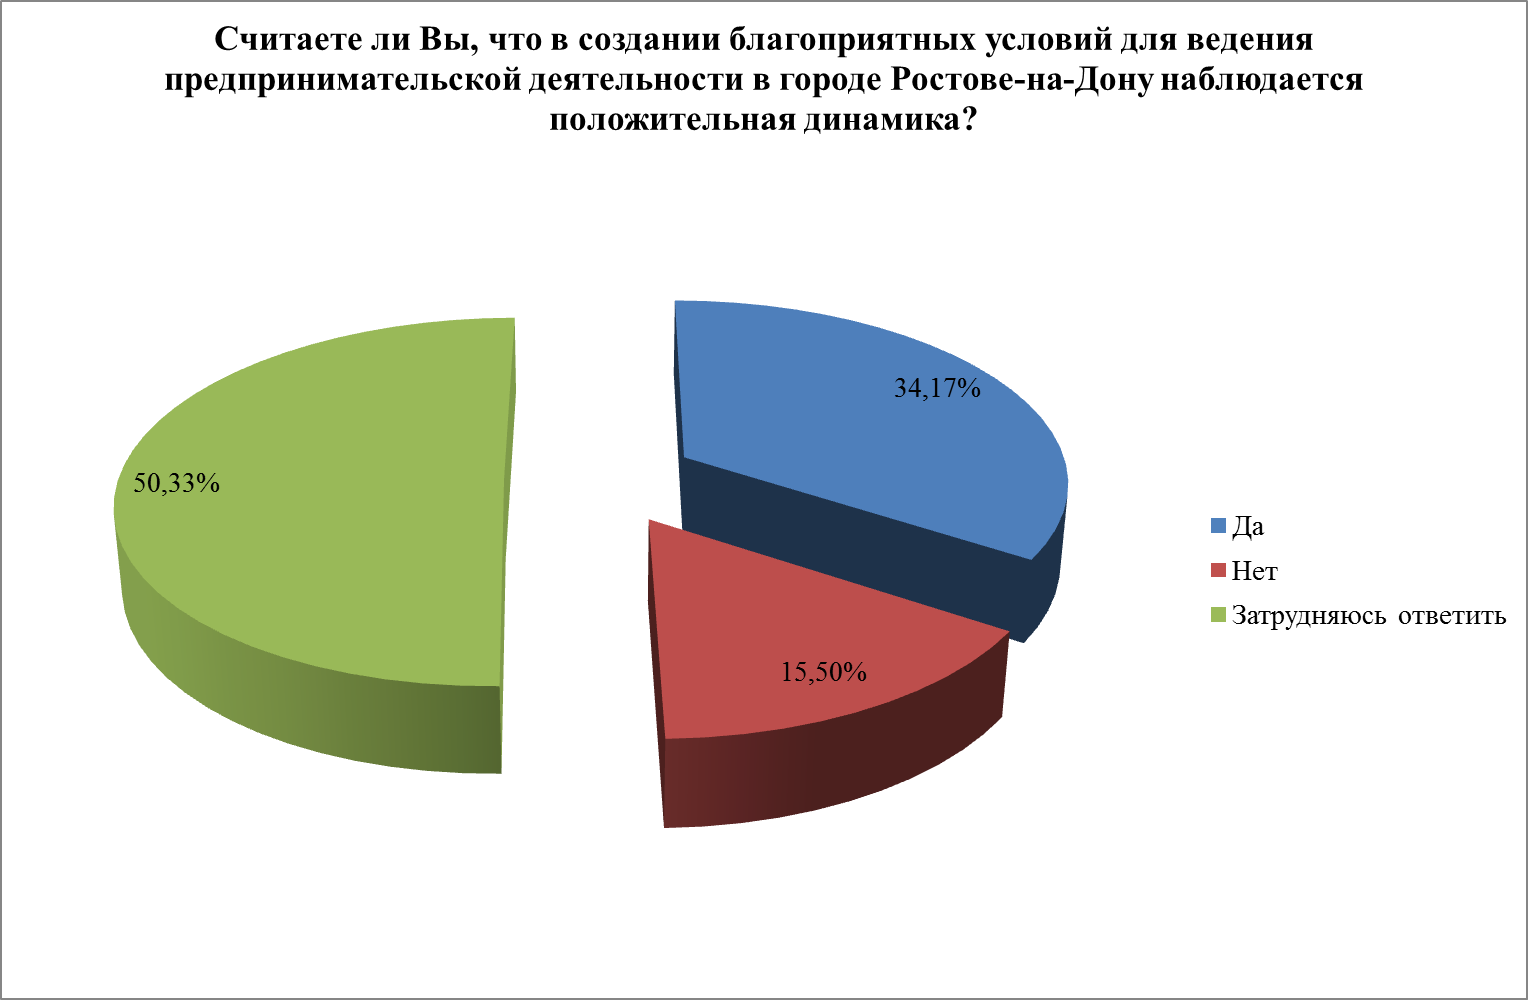 Считаете ли Вы, что в создании благоприятных условий для ведения
предпринимательской деятельности в городе Ростове-на-Дону наблюдается
положительная динамика?
34,17%
50,33%
15,50%
Да
Нет
Затрудняюсь ответить